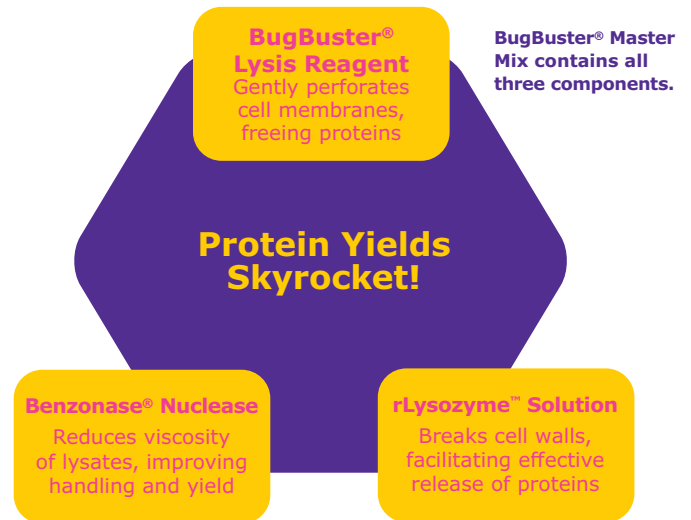 BugBuster® Lysis Reagent
Gently perforates
cell membranes,
freeing proteins
BugBuster® Master
Mix contains all
three components.
Protein Yields
Skyrocket!
Benzonase® Nuclease
Reduces viscosity
of lysates, improving
handling and yield
rLysozyme™ Solution
Breaks cell walls,
facilitating effective
release of proteins